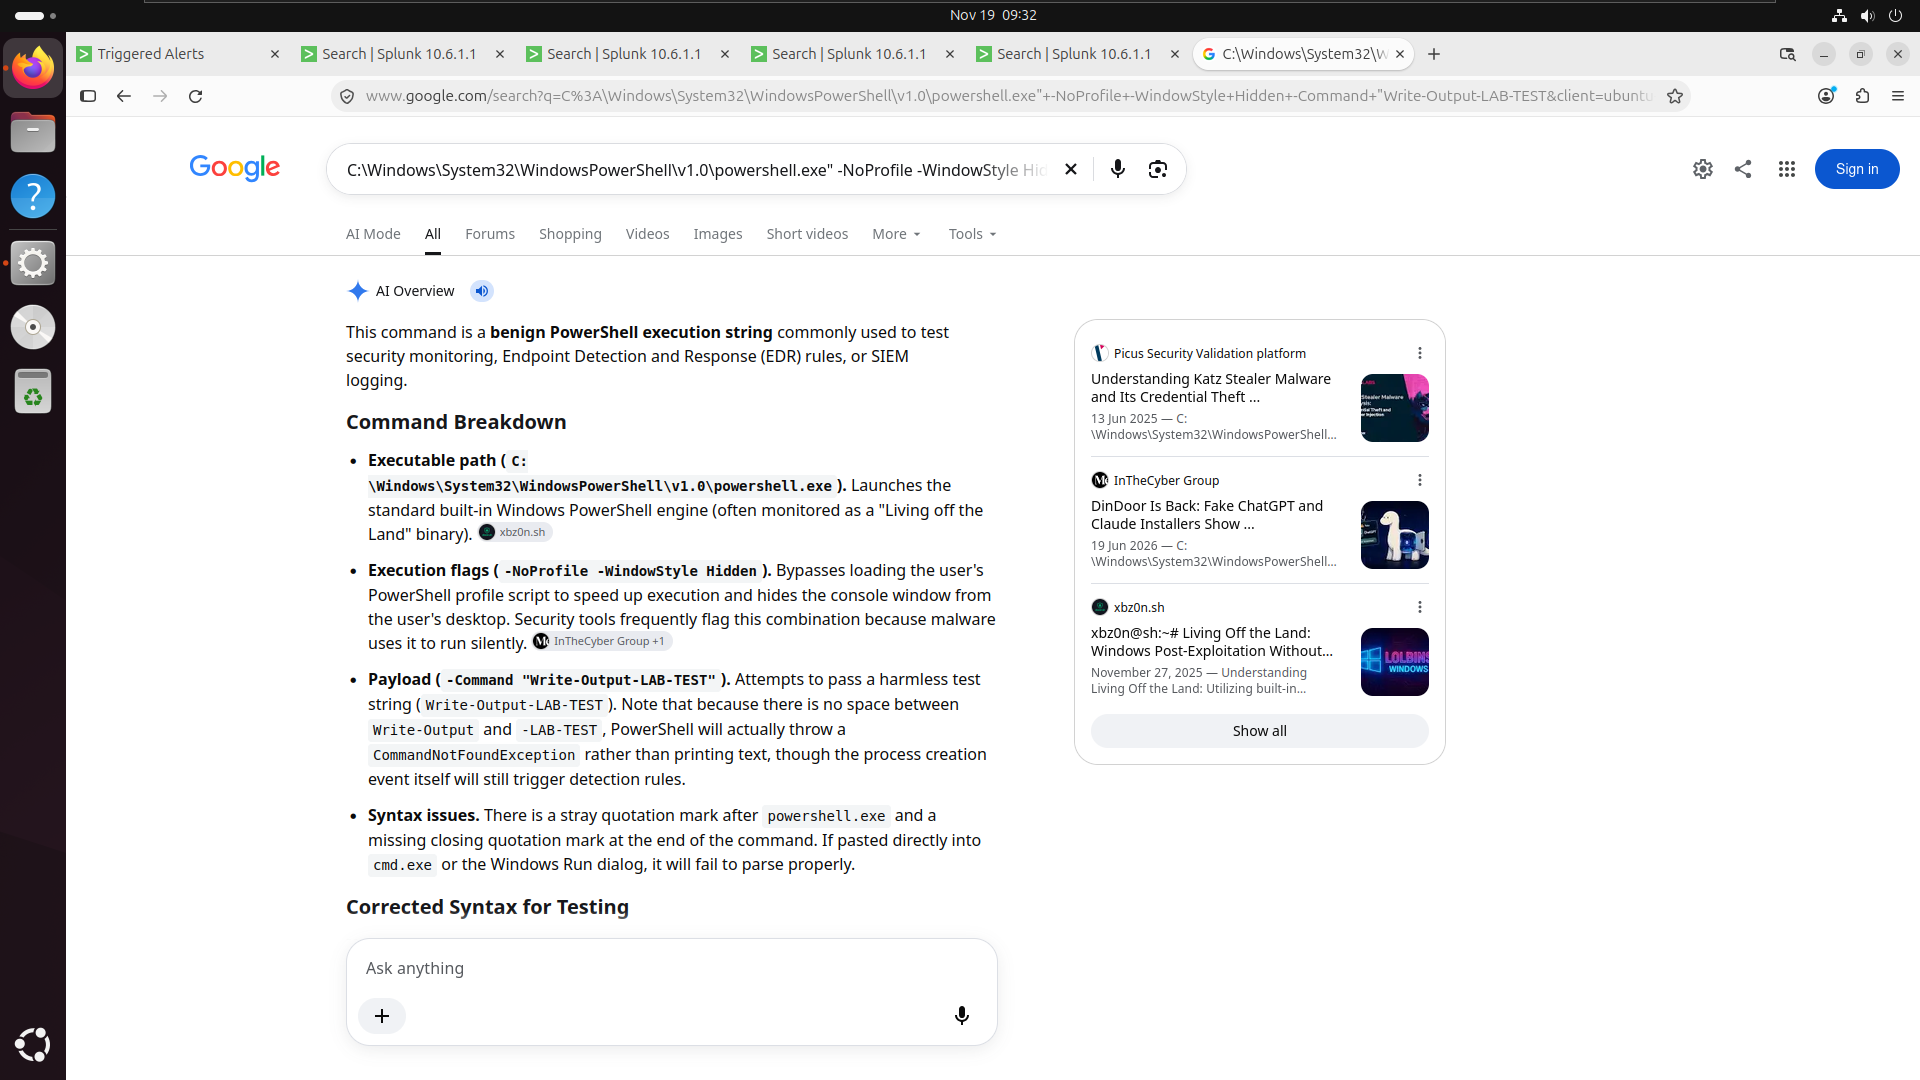 Nov 19 09:32
Triggered Alerts
Search | Splunk 10.6.1.1
Search | Splunk 10.6.1.1
Search | Splunk 10.6.1.1
Search | Splunk 10.6.1.1
C:\Windows\System32\W
www.google.com/search?q=C%3A\Windows\System32\WindowsPowerShell\v1.0\powershell.exe"+-NoProfile+-WindowStyle+Hidden+-Command+"Write-Output-LAB-TEST&client=ubuntu
Google
C:\Windows\System32\WindowsPowerShell\v1.0\powershell.exe" -NoProfile -WindowStyle Hid
Sign in
AI Mode
All
Forums
Shopping
Videos
Images
Short videos
More
Tools
AI Overview
This command is a benign PowerShell execution string commonly used to test
security monitoring, Endpoint Detection and Response (EDR) rules, or SIEM
logging.
Command Breakdown
• Executable path ( C:
\Windows\System32\WindowsPowerShell\v1.0\powershell.exe ). Launches the
standard built-in Windows PowerShell engine (often monitored as a "Living off the
Land" binary). xbz0n.sh
• Execution flags ( -NoProfile -WindowStyle Hidden ). Bypasses loading the user's
PowerShell profile script to speed up execution and hides the console window from
the user's desktop. Security tools frequently flag this combination because malware
uses it to run silently. InTheCyber Group +1
• Payload ( -Command "Write-Output-LAB-TEST" ). Attempts to pass a harmless test
string ( Write-Output-LAB-TEST ). Note that because there is no space between
Write-Output and -LAB-TEST , PowerShell will actually throw a
CommandNotFoundException rather than printing text, though the process creation
event itself will still trigger detection rules.
• Syntax issues. There is a stray quotation mark after powershell.exe and a
missing closing quotation mark at the end of the command. If pasted directly into
cmd.exe or the Windows Run dialog, it will fail to parse properly.
Corrected Syntax for Testing
Ask anything
Picus Security Validation platform
Understanding Katz Stealer Malware
and Its Credential Theft ...
13 Jun 2025 — C:
\Windows\System32\WindowsPowerShell...
InTheCyber Group
DinDoor Is Back: Fake ChatGPT and
Claude Installers Show ...
19 Jun 2026 — C:
\Windows\System32\WindowsPowerShell...
xbz0n.sh
xbz0n@sh:~# Living Off the Land:
Windows Post-Exploitation Without...
November 27, 2025 — Understanding
Living Off the Land: Utilizing built-in...
LOLBINS
WINDOWS
Show all